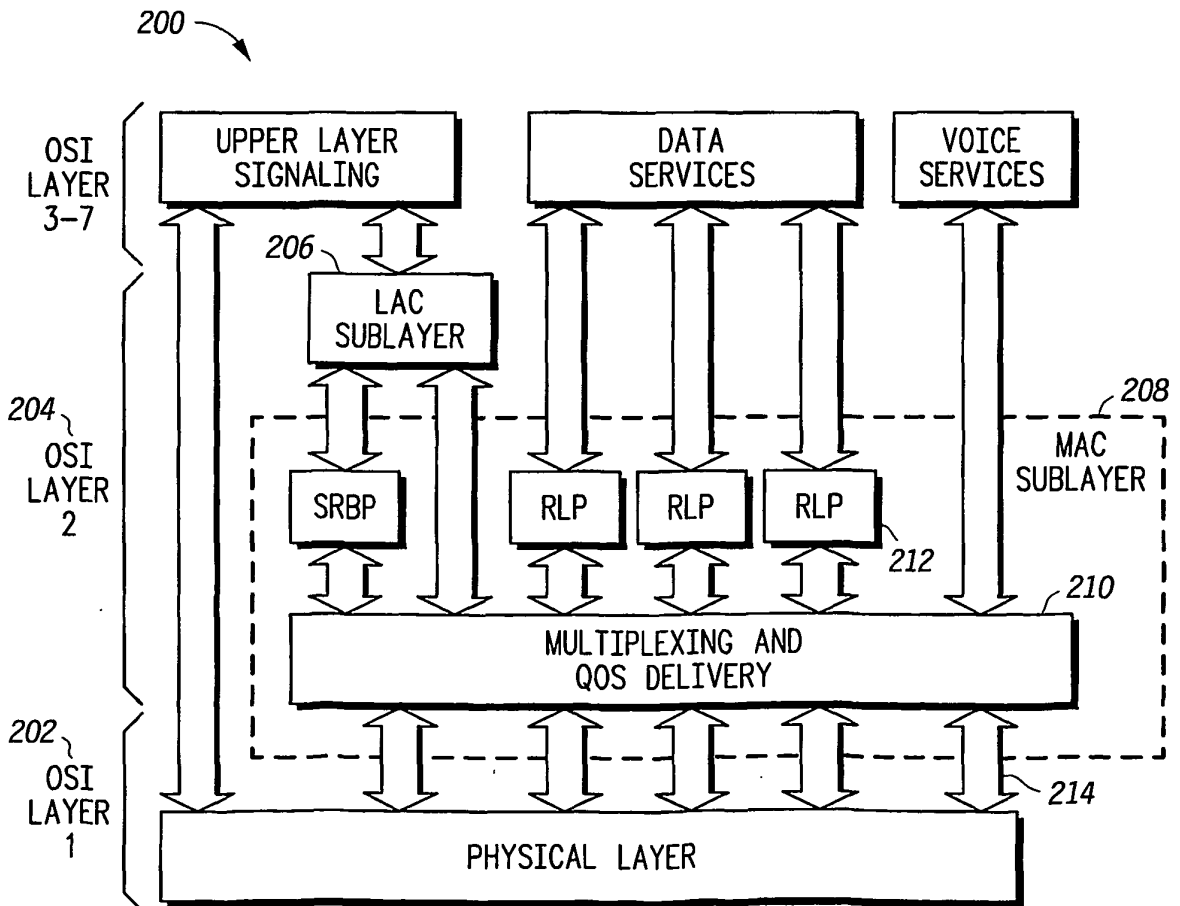 200
OSI
LAYER
3-7
UPPER LAYER
SIGNALING
DATA
SERVICES
VOICE
SERVICES
206
LAC
SUBLAYER
204
OSI
LAYER
2
208
MAC
SUBLAYER
SRBP
RLP
RLP
RLP
212
210
MULTIPLEXING AND
QOS DELIVERY
202
OSI
LAYER
1
214
PHYSICAL LAYER